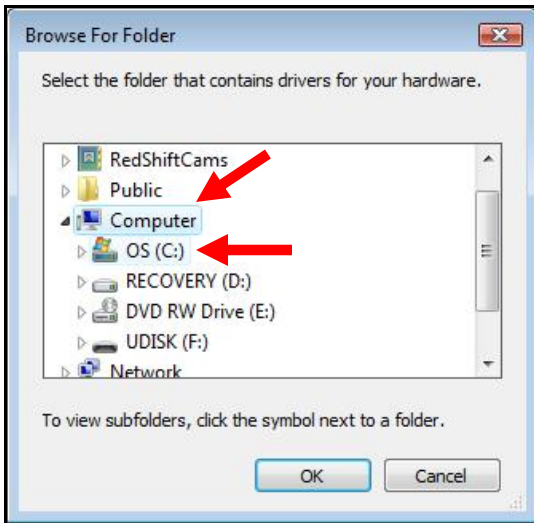 Browse For Folder
Select the folder that contains drivers for your hardware.
RedShiftCams
Public
Computer
OS (C:)
RECOVERY (D:)
DVD RW Drive (E:)
UDISK (F:)
Network
To view subfolders, click the symbol next to a folder.
OK Cancel